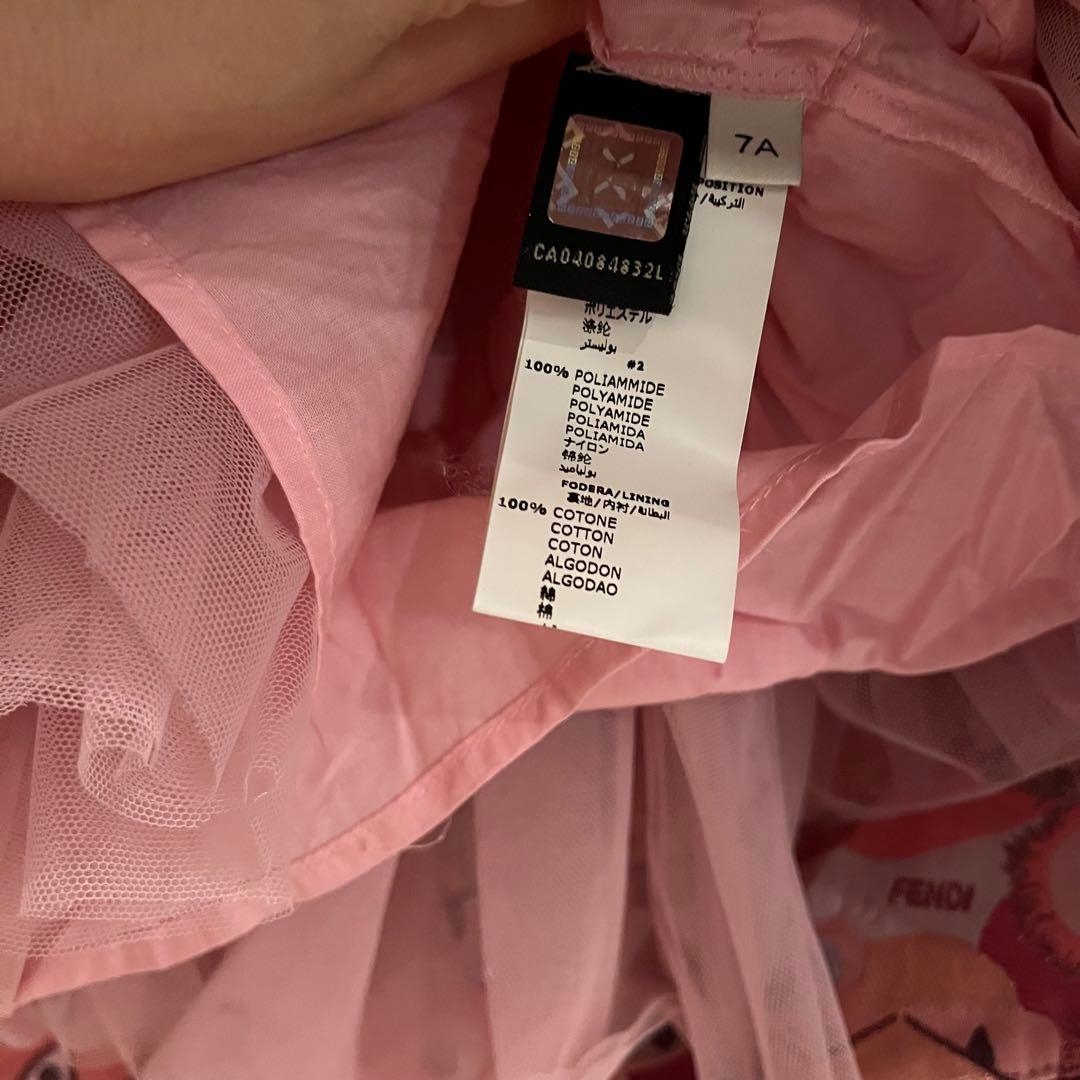 7A
CA04084832L
POSITION
التركيبة/
ポリエステル
涤纶
بوليستر
#2
100% POLIAMMIDE
POLYAMIDE
POLYAMIDE
POLIAMIDA
POLIAMIDA
ナイロン
锦纶
بولياميد
FODERA/LINING
裏地/内衬/البطانة
100% COTONE
COTTON
COTON
ALGODON
ALGODAO
綿
棉
FENDI